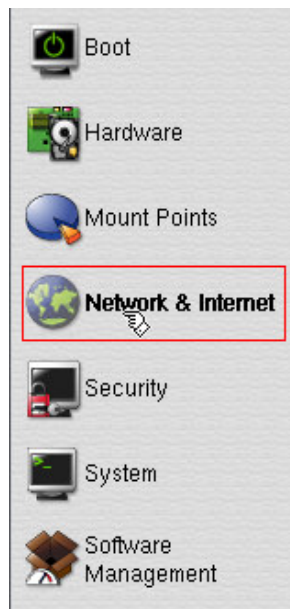 Boot
Hardware
Mount Points
Network & Internet
Security
System
Software
Management